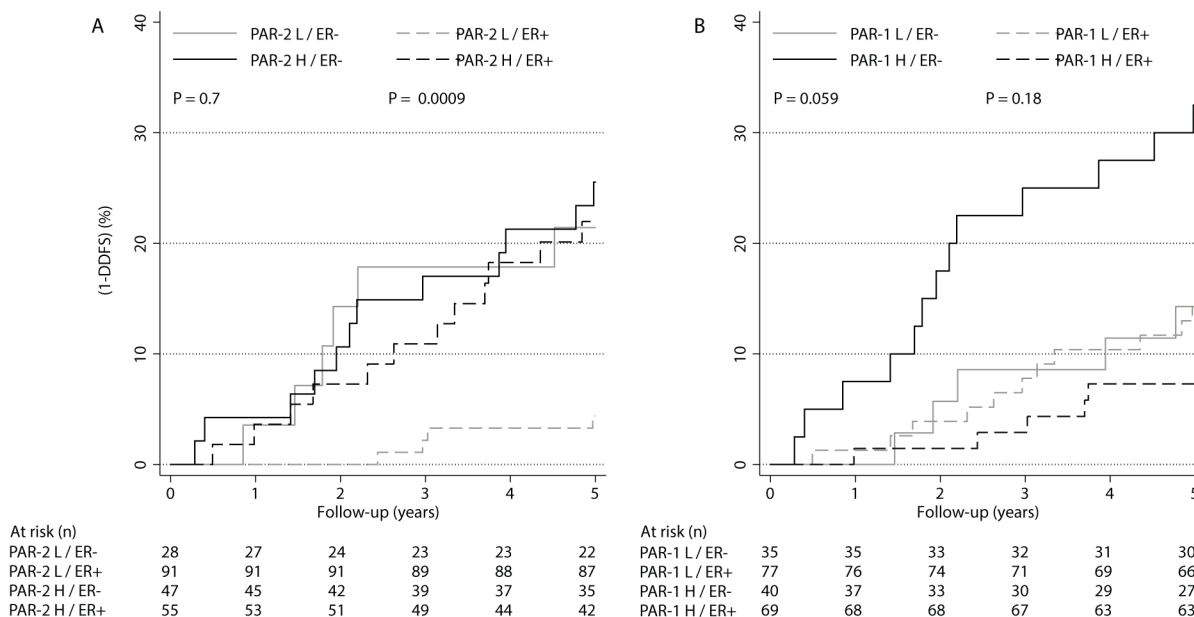 A
PAR-2 L / ER-
PAR-2 L / ER+
PAR-2 H / ER-
PAR-2 H / ER+
P = 0.7
P = 0.0009
(1-DDFS) (%)
40
30
20
10
0
0 1 2 3 4 5
Follow-up (years)
At risk (n)
PAR-2 L / ER- 28 27 24 23 23 22
PAR-2 L / ER+ 91 91 91 89 88 87
PAR-2 H / ER- 47 45 42 39 37 35
PAR-2 H / ER+ 55 53 51 49 44 42
B
PAR-1 L / ER-
PAR-1 L / ER+
PAR-1 H / ER-
PAR-1 H / ER+
P = 0.059
P = 0.18
40
30
20
10
0
0 1 2 3 4 5
Follow-up (years)
At risk (n)
PAR-1 L / ER- 35 35 33 32 31 30
PAR-1 L / ER+ 77 76 74 71 69 66
PAR-1 H / ER- 40 37 33 30 29 27
PAR-1 H / ER+ 69 68 68 67 63 63